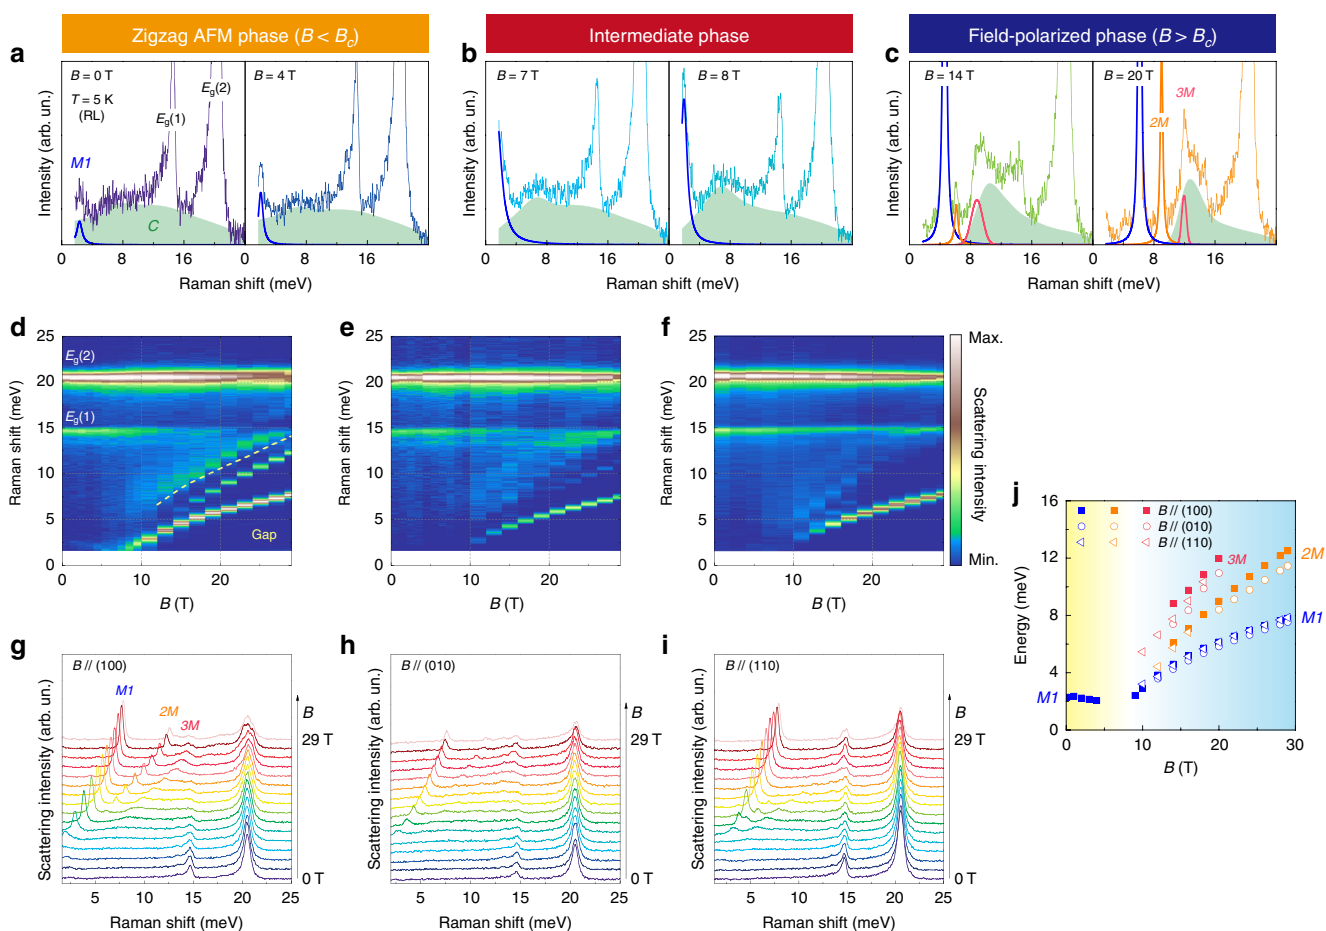 Zigzag AFM phase (B < Bc)
Intermediate phase
Field-polarized phase (B > Bc)
a
B = 0 T
T = 5 K
(RL)
Eg(1)
Eg(2)
M1
C
B = 4 T
Intensity (arb. un.)
0 8 16 0 8 16
Raman shift (meV)
b
B = 7 T
B = 8 T
Intensity (arb. un.)
0 8 16 0 8 16
Raman shift (meV)
c
B = 14 T
B = 20 T
2M
3M
Intensity (arb. un.)
0 8 16 0 8 16
Raman shift (meV)
d
Eg(2)
Eg(1)
Gap
Raman shift (meV)
25
20
15
10
5
0
0 10 20
B (T)
e
Raman shift (meV)
25
20
15
10
5
0
0 10 20
B (T)
f
Raman shift (meV)
25
20
15
10
5
0
0 10 20
B (T)
Max.
Scattering intensity
Min.
g
B // (100)
M1
2M
3M
B
29 T
0 T
Scattering intensity (arb. un.)
5 10 15 20 25
Raman shift (meV)
h
B // (010)
B
29 T
0 T
Scattering intensity (arb. un.)
5 10 15 20 25
Raman shift (meV)
i
B // (110)
B
29 T
0 T
Scattering intensity (arb. un.)
5 10 15 20 25
Raman shift (meV)
j
B // (100)
B // (010)
B // (110)
3M
2M
M1
M1
Energy (meV)
16
12
8
4
0
0 10 20 30
B (T)